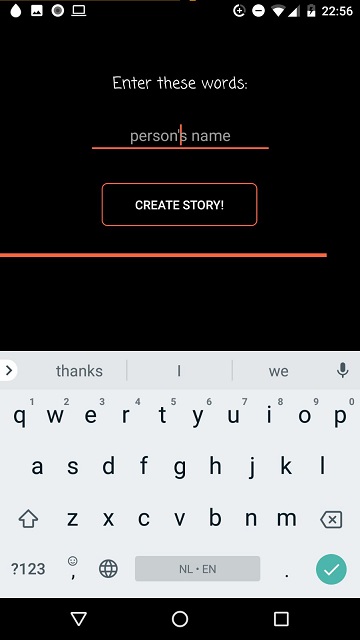 22:56
Enter these words:
person's name
CREATE STORY!
thanks I we
1 2 3 4 5 6 7 8 9 0
q w e r t y u i o p
a s d f g h j k l
z x c v b n m
?123 , NL • EN .